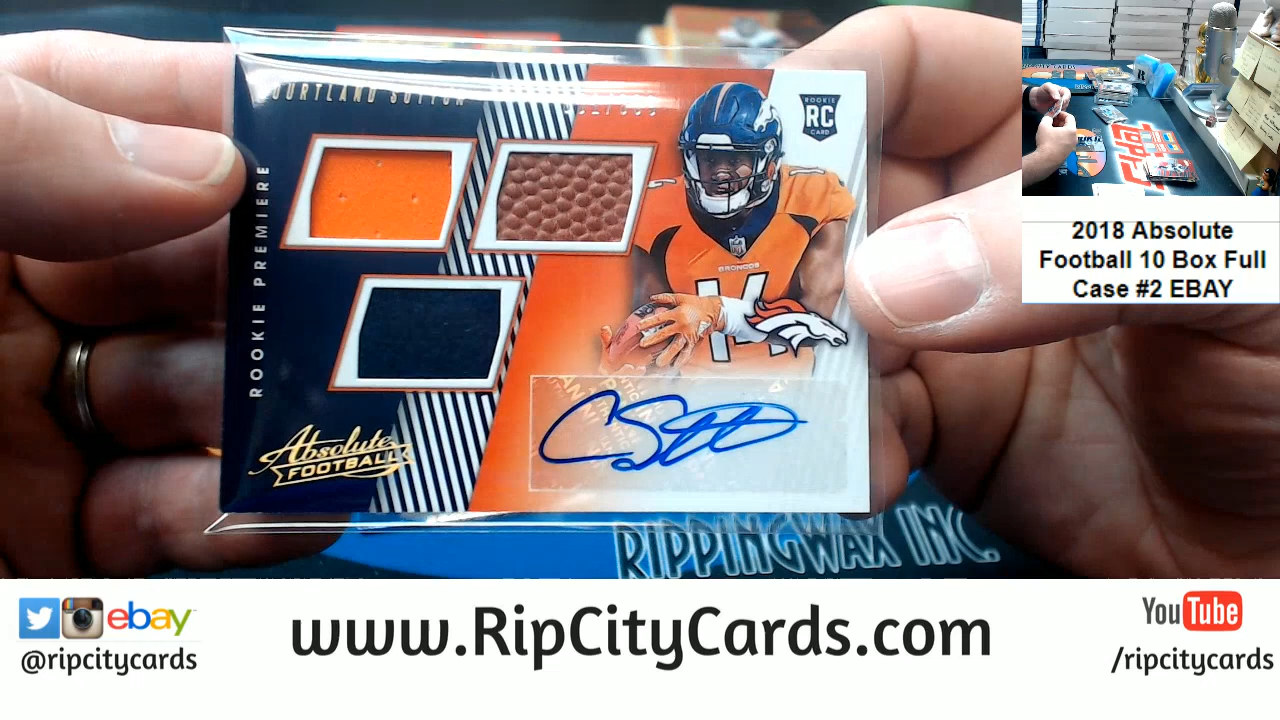 COURTLAND SUTTON
ROOKIE
RC
CARD
ROOKIE PREMIERE
BRONCOS
14
Absolute
FOOTBALL
RIPPINGWAX INC.
2018 Absolute
Football 10 Box Full
Case #2 EBAY
ebay
@ripcitycards
www.RipCityCards.com
YouTube
/ripcitycards